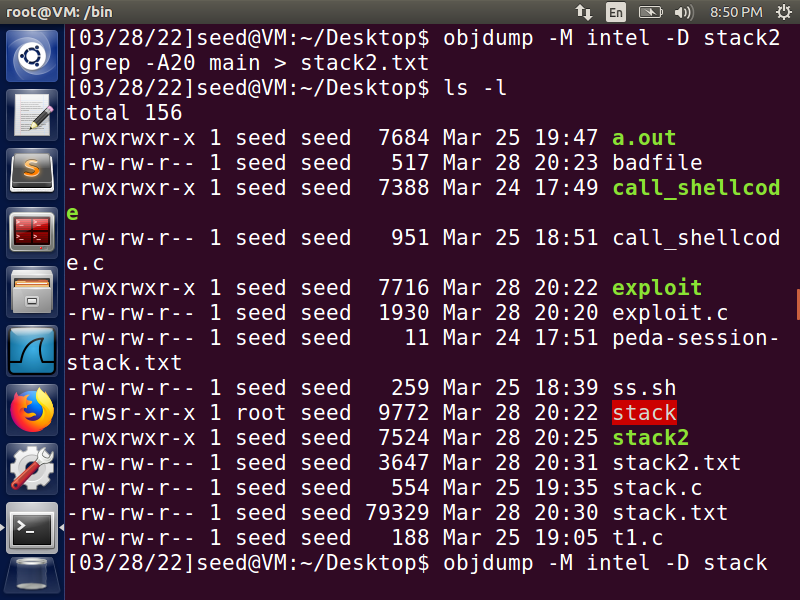 root@VM: /bin
En
8:50 PM
[03/28/22]seed@VM:~/Desktop$ objdump -M intel -D stack2
|grep -A20 main > stack2.txt
[03/28/22]seed@VM:~/Desktop$ ls -l
total 156
-rwxrwxr-x 1 seed seed  7684 Mar 25 19:47 a.out
-rw-rw-r-- 1 seed seed   517 Mar 28 20:23 badfile
-rwxrwxr-x 1 seed seed  7388 Mar 24 17:49 call_shellcod
e
-rw-rw-r-- 1 seed seed   951 Mar 25 18:51 call_shellcod
e.c
-rwxrwxr-x 1 seed seed  7716 Mar 28 20:22 exploit
-rw-rw-r-- 1 seed seed  1930 Mar 28 20:20 exploit.c
-rw-rw-r-- 1 seed seed    11 Mar 24 17:51 peda-session-
stack.txt
-rw-rw-r-- 1 seed seed   259 Mar 25 18:39 ss.sh
-rwsr-xr-x 1 root seed  9772 Mar 28 20:22 stack
-rwxrwxr-x 1 seed seed  7524 Mar 28 20:25 stack2
-rw-rw-r-- 1 seed seed  3647 Mar 28 20:31 stack2.txt
-rw-rw-r-- 1 seed seed   554 Mar 25 19:35 stack.c
-rw-rw-r-- 1 seed seed 79329 Mar 28 20:30 stack.txt
-rw-rw-r-- 1 seed seed   188 Mar 25 19:05 t1.c
[03/28/22]seed@VM:~/Desktop$ objdump -M intel -D stack